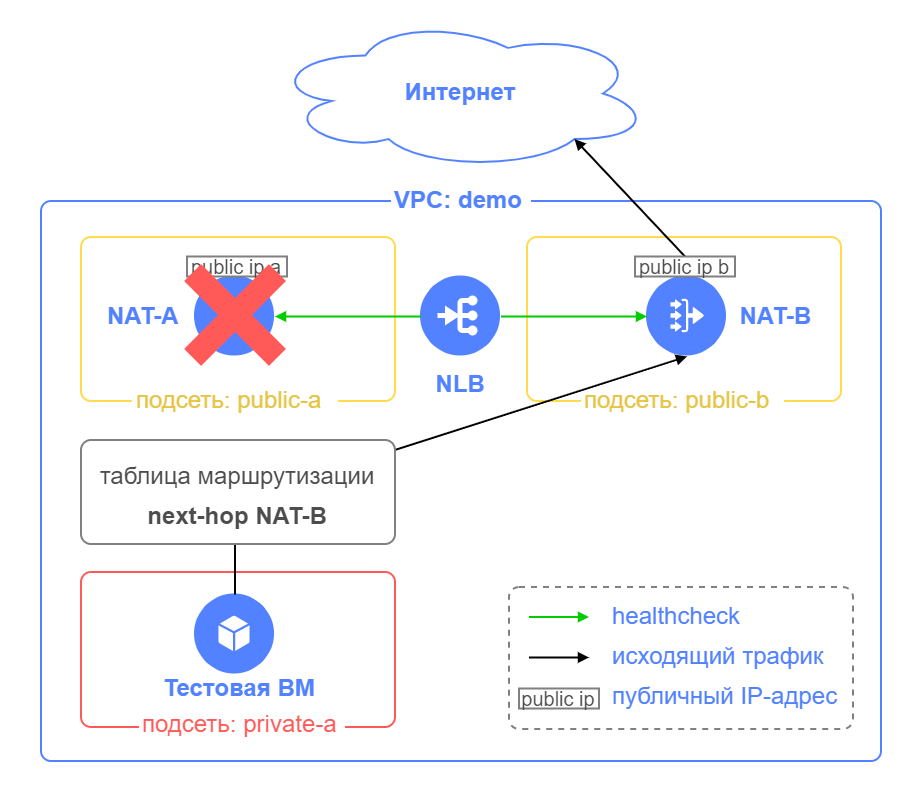 Интернет
VPC: demo
public ip a
public ip b
NAT-A
NAT-B
NLB
подсеть: public-a
подсеть: public-b
таблица маршрутизации
next-hop NAT-B
Тестовая ВМ
подсеть: private-a
healthcheck
исходящий трафик
public ip
публичный IP-адрес